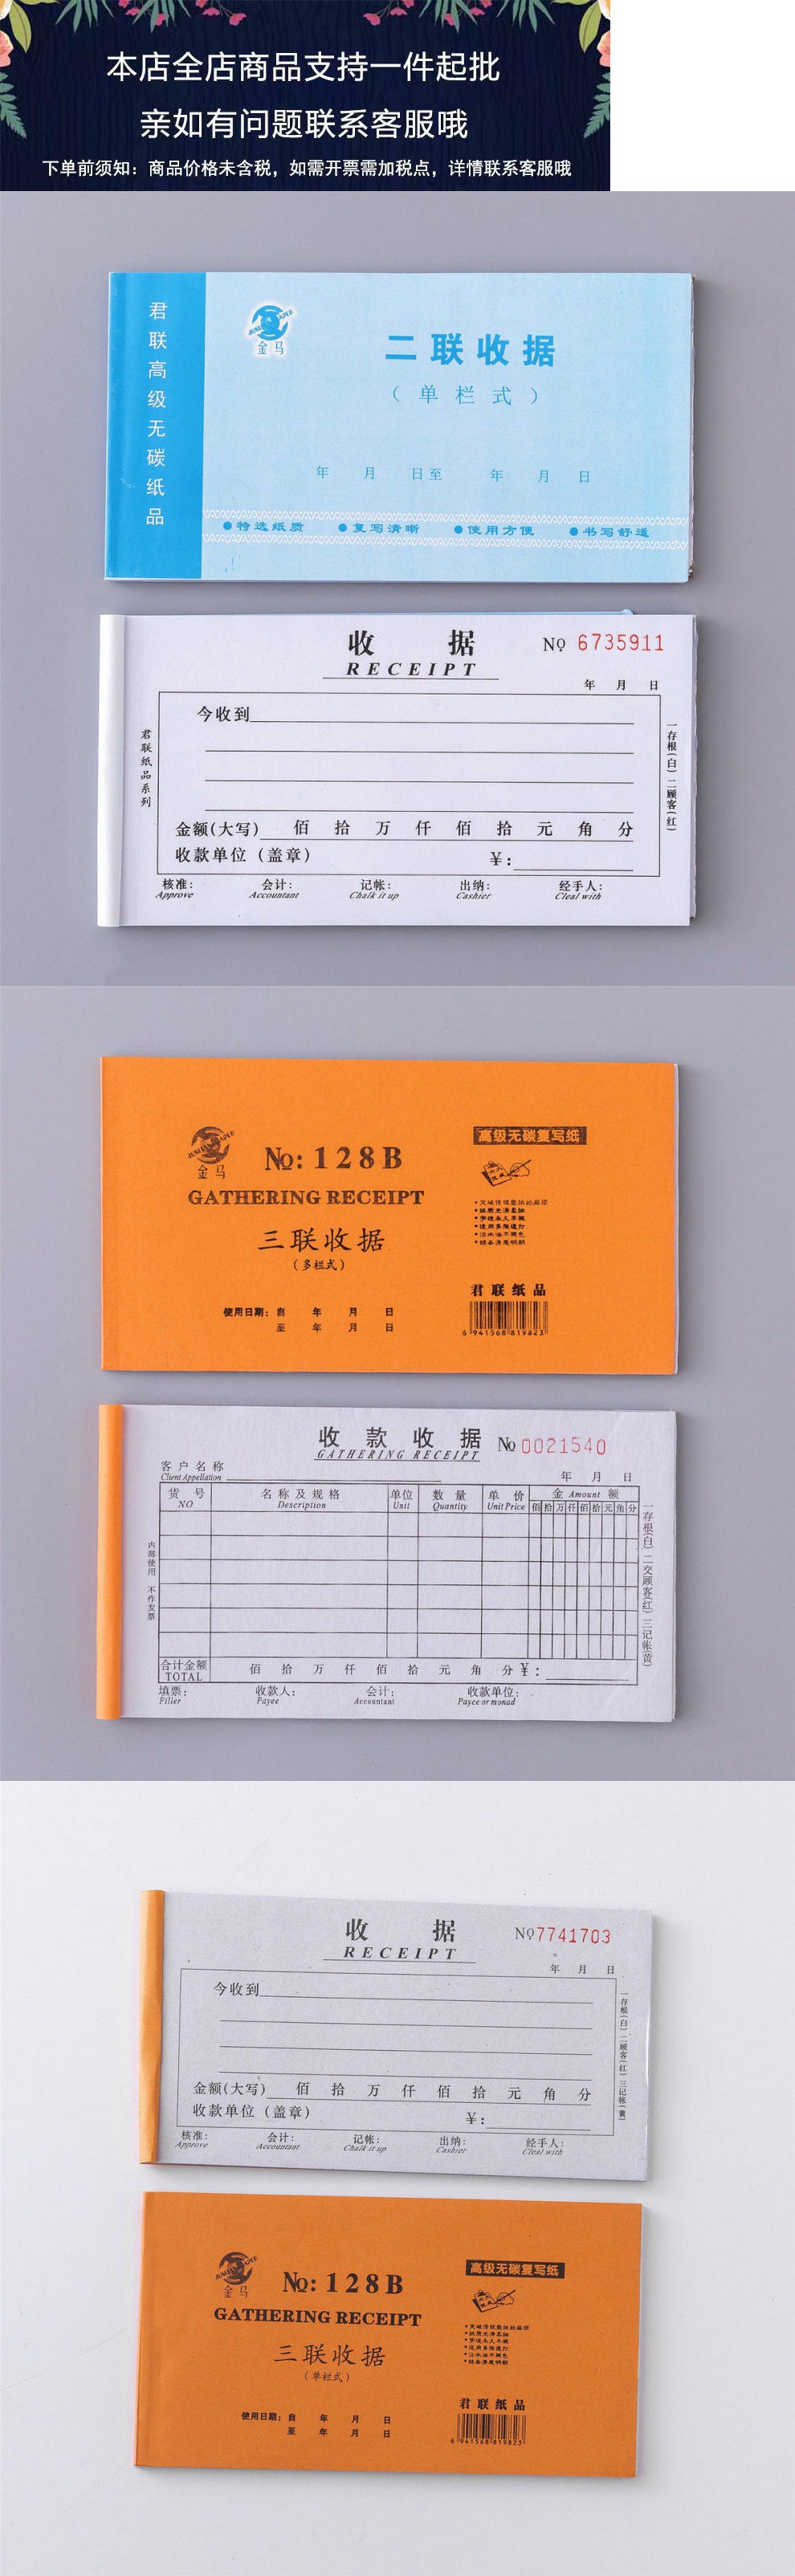 本店全店商品支持一件起批
亲如有问题联系客服哦
下单前须知：商品价格未含税，如需开票需加税点，详情联系客服哦
君联高级无碳纸品
金马
二联收据
（单栏式）
年 月 日至 年 月 日
●特选纸质 ●复写清晰 ●使用方便 ●书写舒适
收 据
RECEIPT
NO 6735911
年 月 日
今收到
君联纸品系列
一存根(白) 二顾客(红)
金额(大写) 佰 拾 万 仟 佰 拾 元 角 分
收款单位（盖章） ¥:
核准: 会计: 记帐: 出纳: 经手人:
Approve Accountant Chalk it up Cashier Cleal with
金马
No: 128B
GATHERING RECEIPT
三联收据
(多栏式)
使用日期: 自 年 月 日
至 年 月 日
高级无碳复写纸
君联纸品
6 941568 819823
收款收据
GATHERING RECEIPT
No 0021540
客户名称
Client Appellation
年 月 日
货号 名称及规格 单位 数量 单价 金 Amount 额
NO Description Unit Quantity Unit Price 佰拾万仟佰拾元角分
内部使用 不作发票
一存根(白) 二交顾客(红) 三记帐(黄)
合计金额 佰 拾 万 仟 佰 拾 元 角 分 ¥:
TOTAL
填票: 收款人: 会计: 收款单位:
Filler Payee Accountant Payee or monad
收 据
RECEIPT
NO 7741703
年 月 日
今收到
一存根(白) 二顾客(红) 三记帐(黄)
金额(大写) 佰 拾 万 仟 佰 拾 元 角 分
收款单位（盖章） ¥:
核准: 会计: 记帐: 出纳: 经手人:
Approve Accountant Chalk it up Cashier Cleal with
金马
No: 128B
GATHERING RECEIPT
三联收据
(单栏式)
使用日期: 自 年 月 日
至 年 月 日
高级无碳复写纸
君联纸品
6 941568 819823